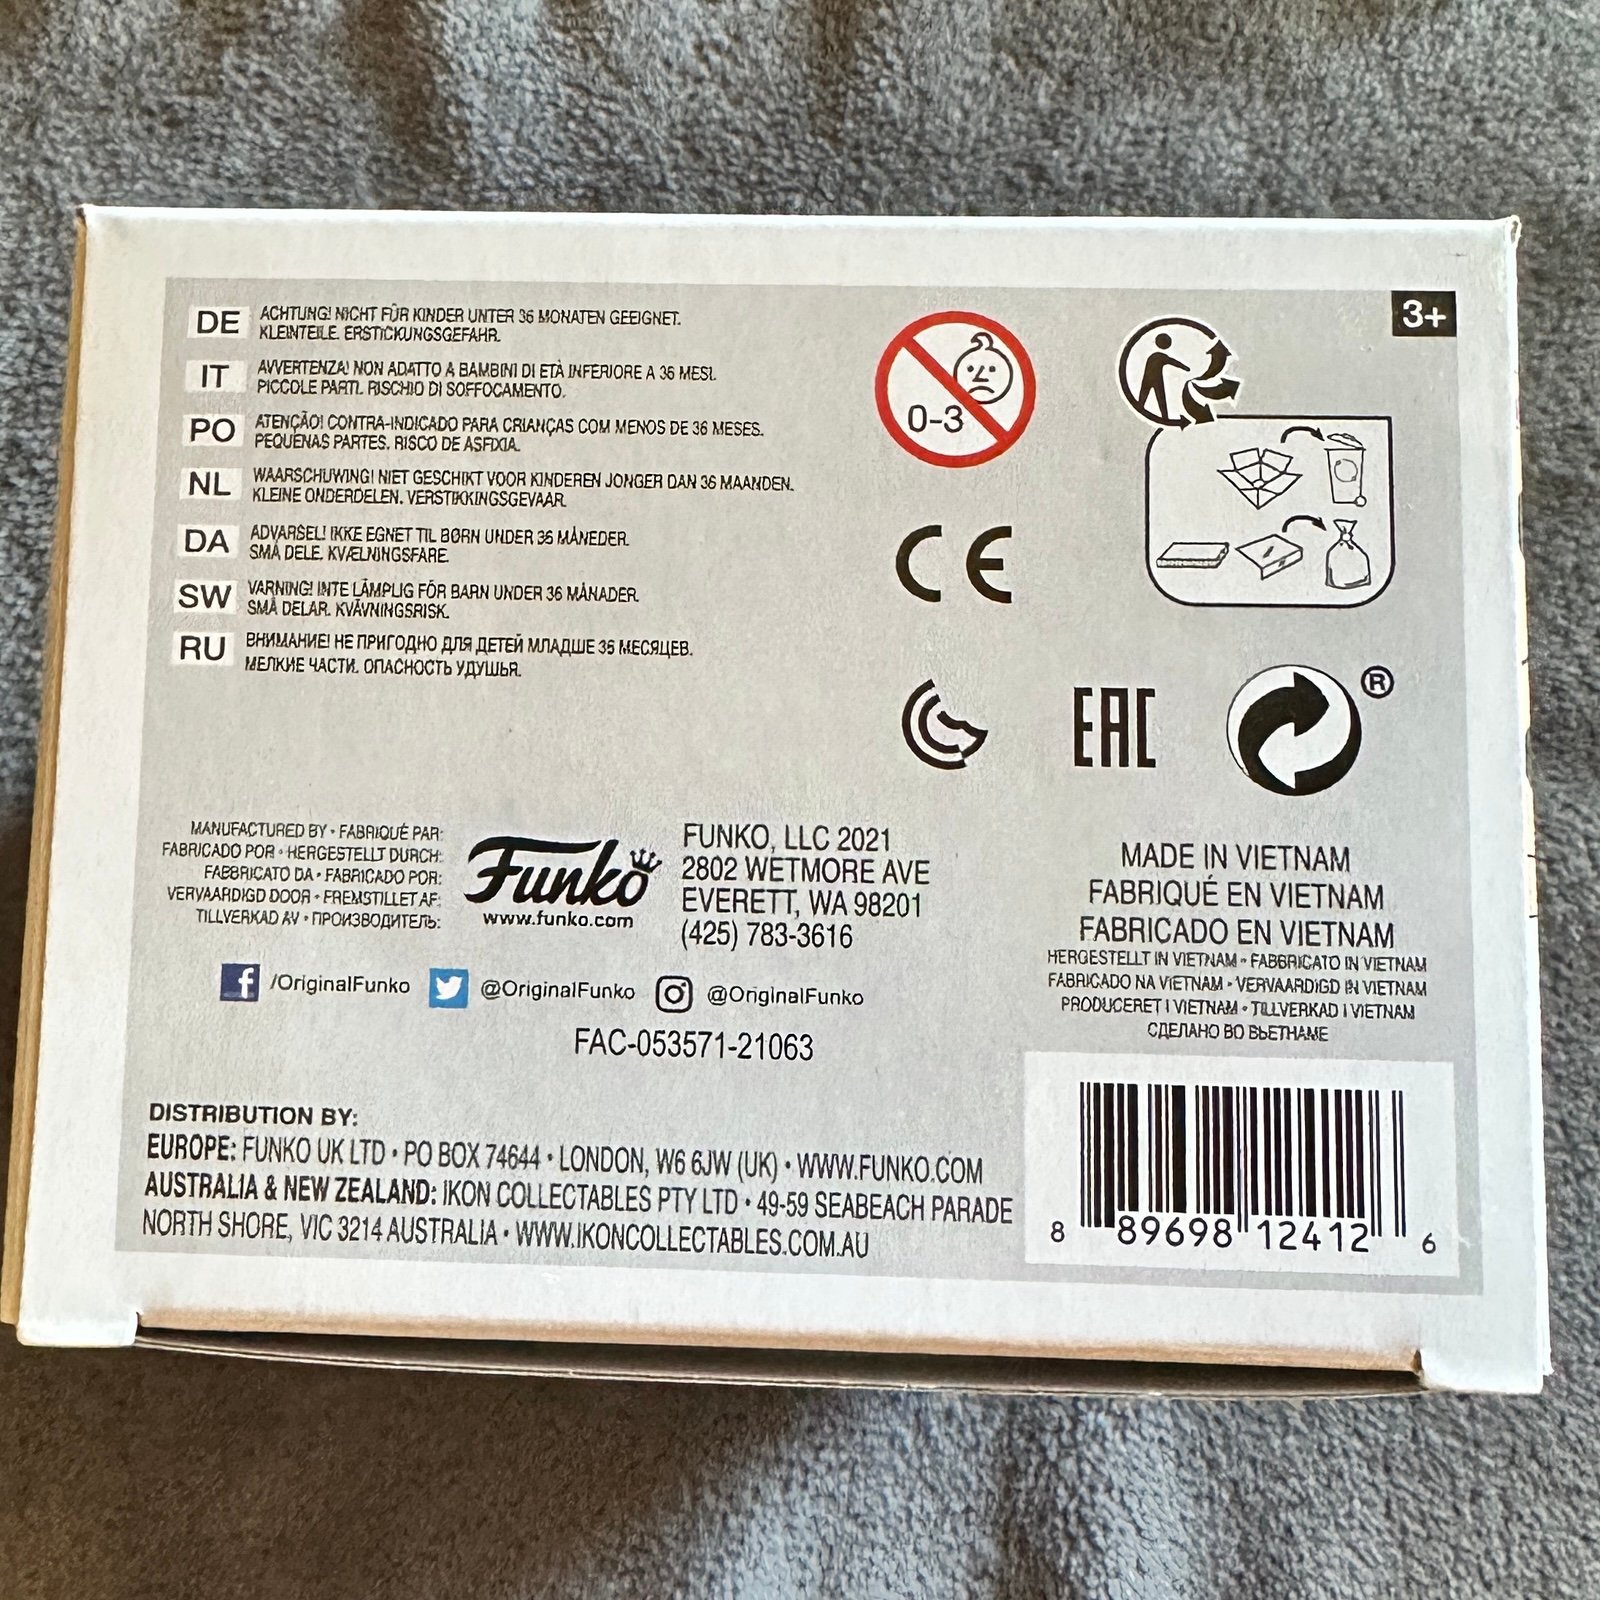 DE ACHTUNG! NICHT FÜR KINDER UNTER 36 MONATEN GEEIGNET.
KLEINTEILE. ERSTICKUNGSGEFAHR.
IT AVVERTENZA! NON ADATTO A BAMBINI DI ETÀ INFERIORE A 36 MESI.
PICCOLE PARTI. RISCHIO DI SOFFOCAMENTO.
PO ATENÇÃO! CONTRA-INDICADO PARA CRIANÇAS COM MENOS DE 36 MESES.
PEQUENAS PARTES. RISCO DE ASFIXIA.
NL WAARSCHUWING! NIET GESCHIKT VOOR KINDEREN JONGER DAN 36 MAANDEN.
KLEINE ONDERDELEN. VERSTIKKINGSGEVAAR.
DA ADVARSEL! IKKE EGNET TIL BØRN UNDER 36 MÅNEDER.
SMÅ DELE. KVÆLNINGSFARE.
SW VARNING! INTE LÄMPLIG FÖR BARN UNDER 36 MÅNADER.
SMÅ DELAR. KVÄVNINGSRISK.
RU ВНИМАНИЕ! НЕ ПРИГОДНО ДЛЯ ДЕТЕЙ МЛАДШЕ 36 МЕСЯЦЕВ.
МЕЛКИЕ ЧАСТИ. ОПАСНОСТЬ УДУШЬЯ.
0-3
3+
CE
EAC
®
MANUFACTURED BY • FABRIQUÉ PAR:
FABRICADO POR • HERGESTELLT DURCH:
FABBRICATO DA • FABRICADO POR:
VERVAARDIGD DOOR • FREMSTILLET AF:
TILLVERKAD AV • ПРОИЗВОДИТЕЛЬ:
Funko
www.funko.com
FUNKO, LLC 2021
2802 WETMORE AVE
EVERETT, WA 98201
(425) 783-3616
f /OriginalFunko @OriginalFunko @OriginalFunko
FAC-053571-21063
MADE IN VIETNAM
FABRIQUÉ EN VIETNAM
FABRICADO EN VIETNAM
HERGESTELLT IN VIETNAM • FABBRICATO IN VIETNAM
FABRICADO NA VIETNAM • VERVAARDIGD IN VIETNAM
PRODUCERET I VIETNAM • TILLVERKAD I VIETNAM
СДЕЛАНО ВО ВЬЕТНАМЕ
DISTRIBUTION BY:
EUROPE: FUNKO UK LTD • PO BOX 74644 • LONDON, W6 6JW (UK) • WWW.FUNKO.COM
AUSTRALIA & NEW ZEALAND: IKON COLLECTABLES PTY LTD • 49-59 SEABEACH PARADE
NORTH SHORE, VIC 3214 AUSTRALIA • WWW.IKONCOLLECTABLES.COM.AU
8 89698 12412 6